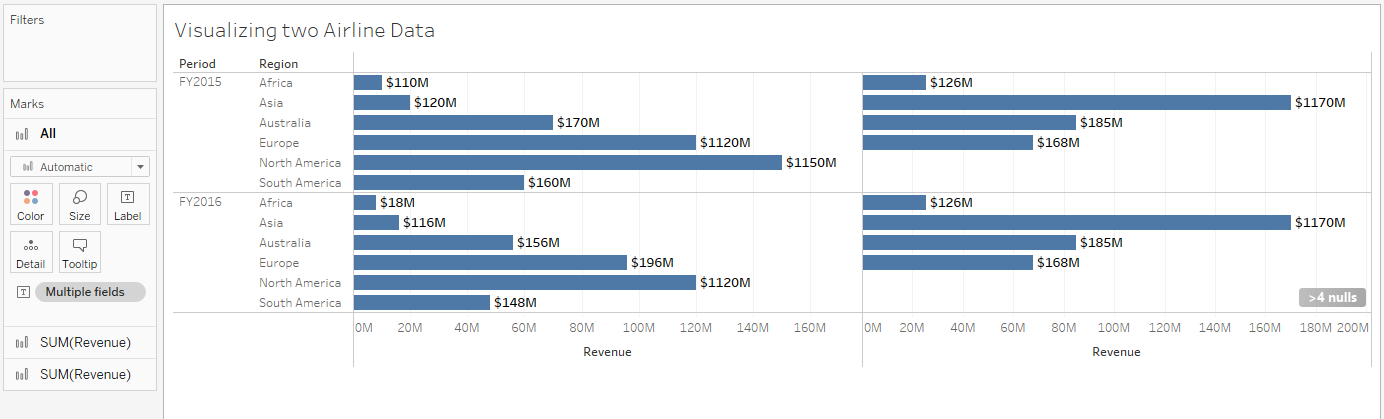 Filters
Marks
All
Automatic
Color Size Label
Detail Tooltip
Multiple fields
SUM(Revenue)
SUM(Revenue)
Visualizing two Airline Data
Period Region
FY2015 Africa $110M $126M
Asia $120M $1170M
Australia $170M $185M
Europe $1120M $168M
North America $1150M
South America $160M
FY2016 Africa $18M $126M
Asia $116M $1170M
Australia $156M $185M
Europe $196M $168M
North America $1120M
South America $148M
>4 nulls
0M 20M 40M 60M 80M 100M 120M 140M 160M 0M 20M 40M 60M 80M 100M 120M 140M 160M 180M 200M
Revenue Revenue